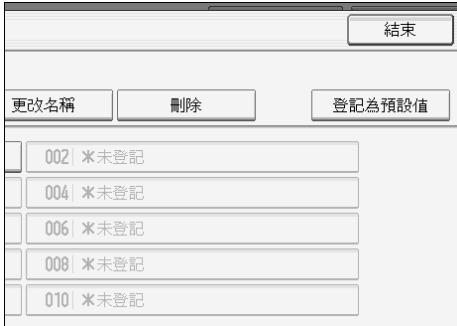 結束
更改名稱 刪除 登記為預設值
002 ＊未登記
004 ＊未登記
006 ＊未登記
008 ＊未登記
010 ＊未登記